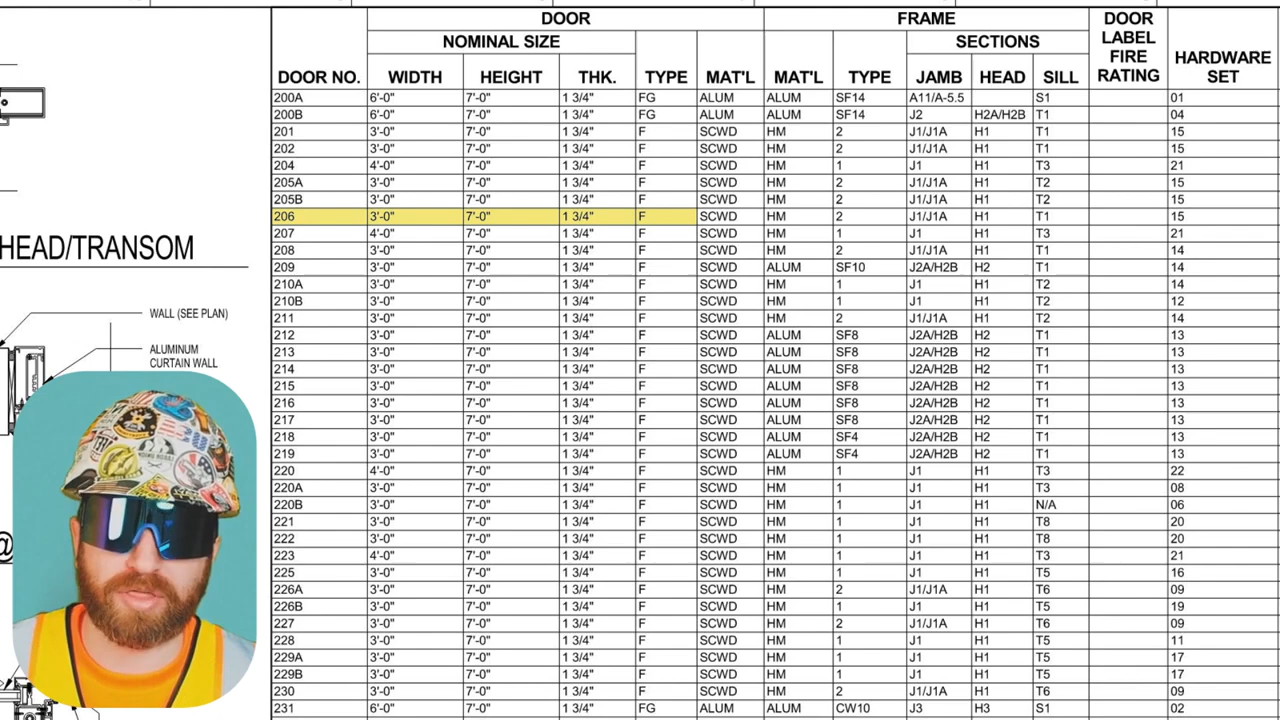 DOOR FRAME DOOR LABEL FIRE RATING HARDWARE SET
NOMINAL SIZE SECTIONS
DOOR NO. WIDTH HEIGHT THK. TYPE MAT'L MAT'L TYPE JAMB HEAD SILL
200A 6'-0" 7'-0" 1 3/4" FG ALUM ALUM SF14 A11/A-5.5 S1 01
200B 6'-0" 7'-0" 1 3/4" FG ALUM ALUM SF14 J2 H2A/H2B T1 04
201 3'-0" 7'-0" 1 3/4" F SCWD HM 2 J1/J1A H1 T1 15
202 3'-0" 7'-0" 1 3/4" F SCWD HM 2 J1/J1A H1 T1 15
204 4'-0" 7'-0" 1 3/4" F SCWD HM 1 J1 H1 T3 21
205A 3'-0" 7'-0" 1 3/4" F SCWD HM 2 J1/J1A H1 T2 15
205B 3'-0" 7'-0" 1 3/4" F SCWD HM 2 J1/J1A H1 T2 15
206 3'-0" 7'-0" 1 3/4" F SCWD HM 2 J1/J1A H1 T1 15
207 4'-0" 7'-0" 1 3/4" F SCWD HM 1 J1 H1 T3 21
208 3'-0" 7'-0" 1 3/4" F SCWD HM 2 J1/J1A H1 T1 14
209 3'-0" 7'-0" 1 3/4" F SCWD ALUM SF10 J2A/H2B H2 T1 14
210A 3'-0" 7'-0" 1 3/4" F SCWD HM 1 J1 H1 T2 14
210B 3'-0" 7'-0" 1 3/4" F SCWD HM 1 J1 H1 T2 12
211 3'-0" 7'-0" 1 3/4" F SCWD HM 2 J1/J1A H1 T2 14
212 3'-0" 7'-0" 1 3/4" F SCWD ALUM SF8 J2A/H2B H2 T1 13
213 3'-0" 7'-0" 1 3/4" F SCWD ALUM SF8 J2A/H2B H2 T1 13
214 3'-0" 7'-0" 1 3/4" F SCWD ALUM SF8 J2A/H2B H2 T1 13
215 3'-0" 7'-0" 1 3/4" F SCWD ALUM SF8 J2A/H2B H2 T1 13
216 3'-0" 7'-0" 1 3/4" F SCWD ALUM SF8 J2A/H2B H2 T1 13
217 3'-0" 7'-0" 1 3/4" F SCWD ALUM SF8 J2A/H2B H2 T1 13
218 3'-0" 7'-0" 1 3/4" F SCWD ALUM SF4 J2A/H2B H2 T1 13
219 3'-0" 7'-0" 1 3/4" F SCWD ALUM SF4 J2A/H2B H2 T1 13
220 4'-0" 7'-0" 1 3/4" F SCWD HM 1 J1 H1 T3 22
220A 3'-0" 7'-0" 1 3/4" F SCWD HM 1 J1 H1 T3 08
220B 3'-0" 7'-0" 1 3/4" F SCWD HM 1 J1 H1 N/A 06
221 3'-0" 7'-0" 1 3/4" F SCWD HM 1 J1 H1 T8 20
222 3'-0" 7'-0" 1 3/4" F SCWD HM 1 J1 H1 T8 20
223 4'-0" 7'-0" 1 3/4" F SCWD HM 1 J1 H1 T3 21
225 3'-0" 7'-0" 1 3/4" F SCWD HM 1 J1 H1 T5 16
226A 3'-0" 7'-0" 1 3/4" F SCWD HM 2 J1/J1A H1 T6 09
226B 3'-0" 7'-0" 1 3/4" F SCWD HM 1 J1 H1 T5 19
227 3'-0" 7'-0" 1 3/4" F SCWD HM 2 J1/J1A H1 T6 09
228 3'-0" 7'-0" 1 3/4" F SCWD HM 1 J1 H1 T5 11
229A 3'-0" 7'-0" 1 3/4" F SCWD HM 1 J1 H1 T5 17
229B 3'-0" 7'-0" 1 3/4" F SCWD HM 1 J1 H1 T5 17
230 3'-0" 7'-0" 1 3/4" F SCWD HM 2 J1/J1A H1 T6 09
231 6'-0" 7'-0" 1 3/4" FG ALUM ALUM CW10 J3 H3 S1 02
HEAD/TRANSOM
WALL (SEE PLAN)
ALUMINUM
CURTAIN WALL
@